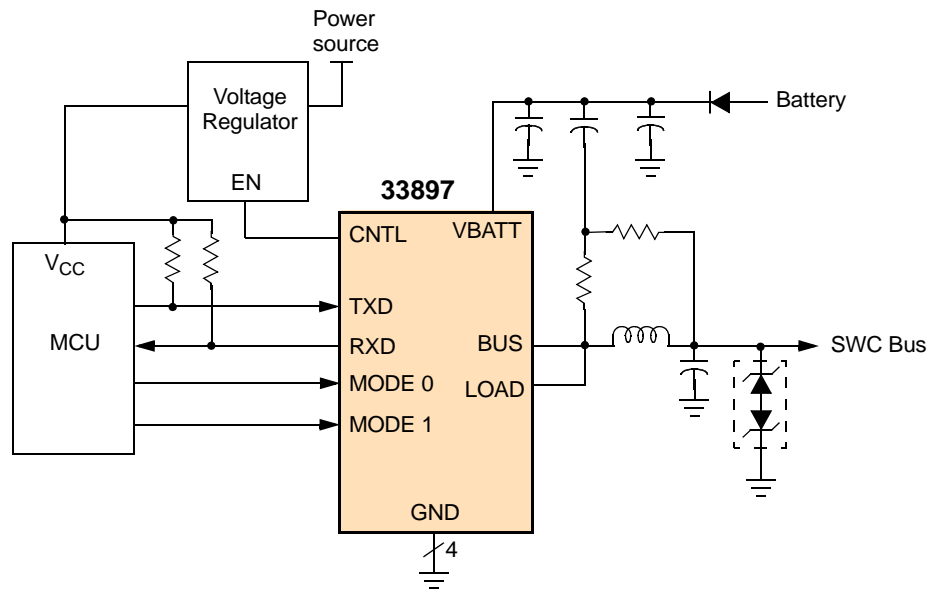 Power
source
Voltage
Regulator
EN
Battery
33897
CNTL
VBATT
VCC
MCU
TXD
RXD
BUS
SWC Bus
MODE 0
LOAD
MODE 1
GND
4